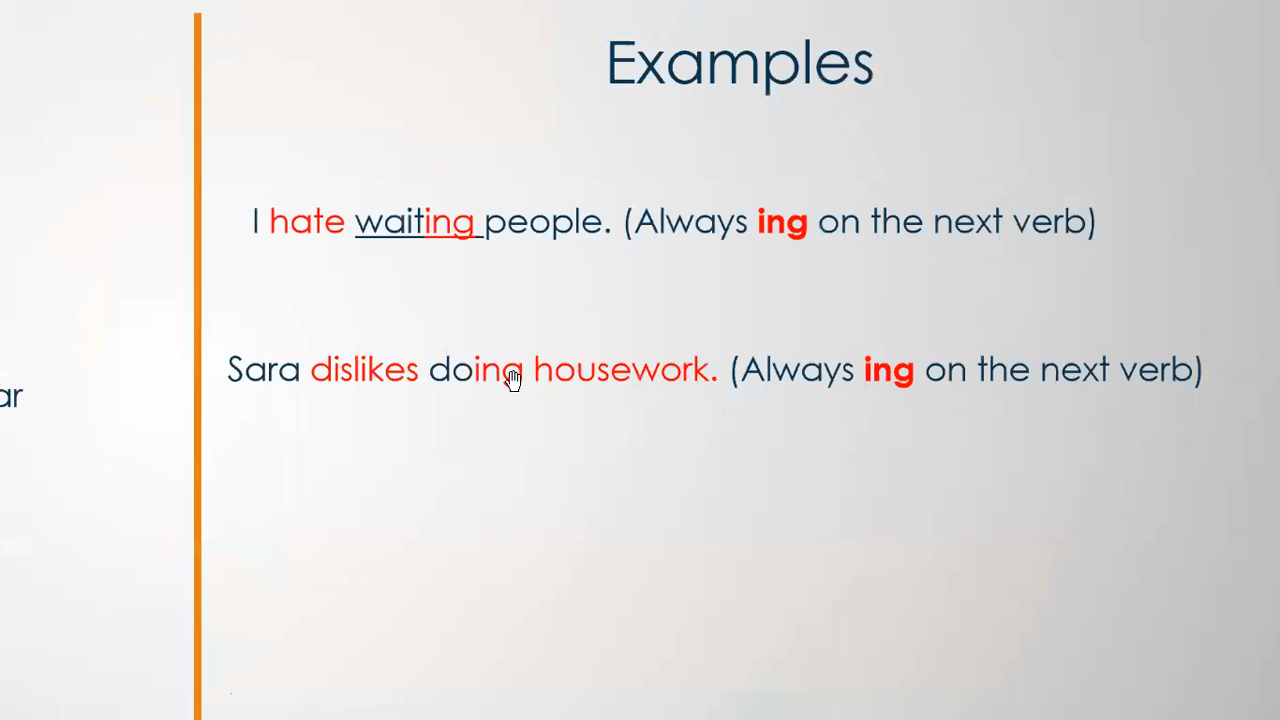 Examples
I hate waiting people. (Always ing on the next verb)
Sara dislikes doing housework. (Always ing on the next verb)
ar